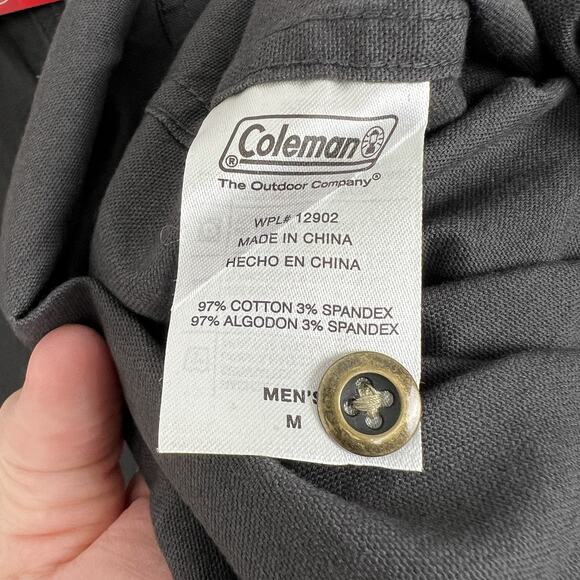 Coleman
®
The Outdoor Company®
WPL# 12902
MADE IN CHINA
HECHO EN CHINA
97% COTTON 3% SPANDEX
97% ALGODON 3% SPANDEX
MEN'S
M